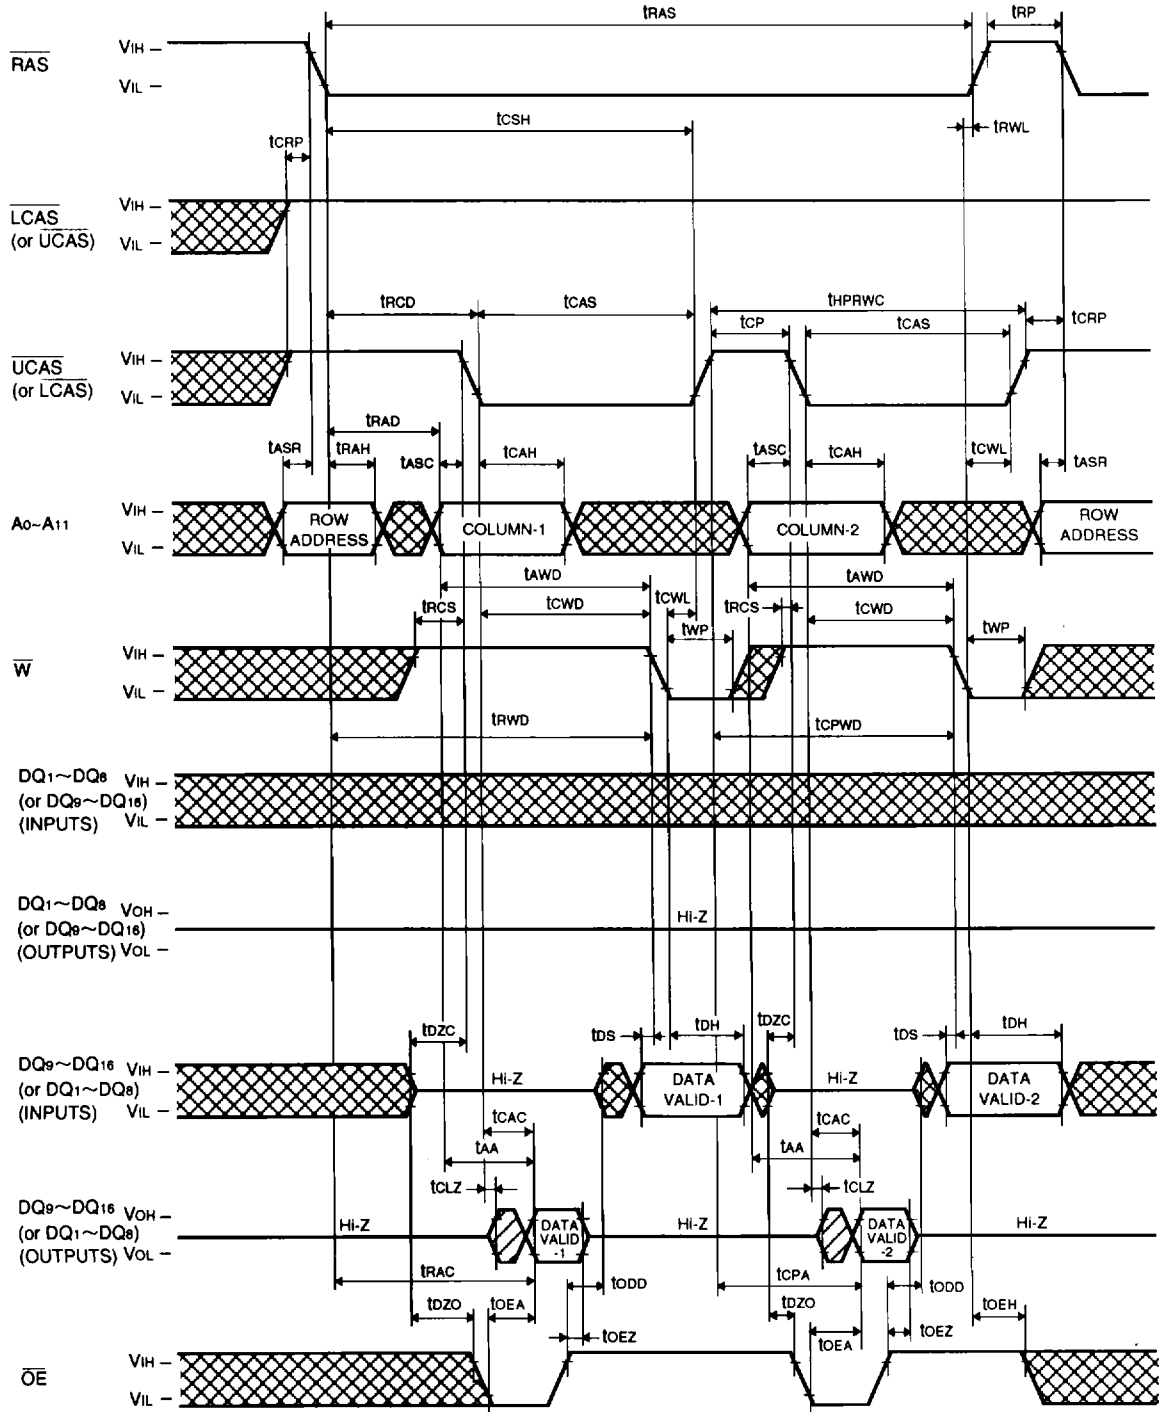 tRAS
tRP
RAS
VIH
VIL
tCSH
tRWL
tCRP
LCAS
(or UCAS)
VIH
VIL
tRCD
tCAS
tHPRWC
tCP
tCAS
tCRP
UCAS
(or LCAS)
VIH
VIL
tRAD
tASR
tRAH
tASC
tCAH
tASC
tCAH
tCWL
tASR
A0~A11
VIH
VIL
ROW
ADDRESS
COLUMN-1
COLUMN-2
ROW
ADDRESS
tAWD
tAWD
tRCS
tCWD
tCWL
tRCS
tCWD
tWP
tWP
W
VIH
VIL
tRWD
tCPWD
DQ1~DQ8
(or DQ9~DQ16)
(INPUTS)
VIH
VIL
DQ1~DQ8
(or DQ9~DQ16)
(OUTPUTS)
VOH
VOL
Hi-Z
tDZC
tDS
tDH
tDZC
tDS
tDH
DQ9~DQ16
(or DQ1~DQ8)
(INPUTS)
VIH
VIL
Hi-Z
DATA
VALID-1
Hi-Z
DATA
VALID-2
tCAC
tCAC
tAA
tAA
tCLZ
tCLZ
DQ9~DQ16
(or DQ1~DQ8)
(OUTPUTS)
VOH
VOL
Hi-Z
DATA
VALID
-1
Hi-Z
DATA
VALID
-2
Hi-Z
tRAC
tODD
tCPA
tODD
tDZO
tOEA
tDZO
tOEH
tOEZ
tOEA
tOEZ
OE
VIH
VIL